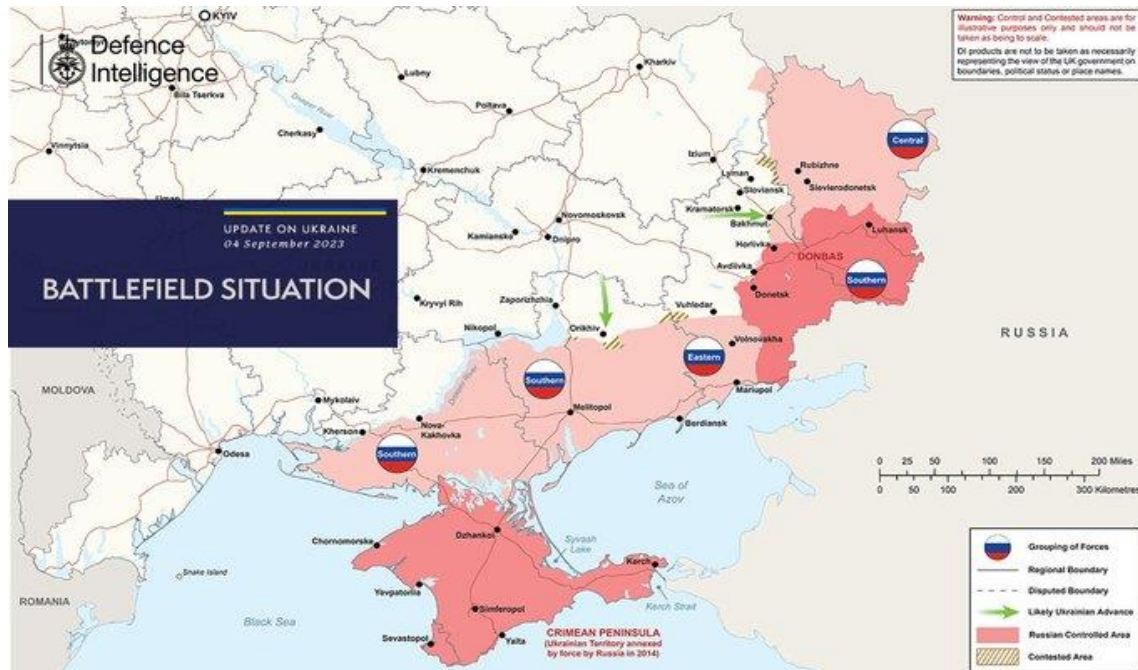 KYIV
Defence
Intelligence
Warning: Control and Contested areas are for
illustrative purposes only and should not be
taken as being to scale.
DI products are not to be taken as necessarily
representing the view of the UK government on
boundaries, political status or place names.
Bila Tserkva
Vinnytsia
Cherkasy
Lubny
Poltava
Kharkiv
Dnieper River
Kremenchuk
Izium
Lyman
Sloviansk
Rubizhne
Sievierodonetsk
Central
Kramatorsk
Bakhmut
UPDATE ON UKRAINE
04 September 2023
BATTLEFIELD SITUATION
Novomoskovsk
Kamianske
Dnipro
Horlivka
Luhansk
DONBAS
Avdiivka
Southern
Donetsk
Kryvyi Rih
Zaporizhzhia
Vuhledar
Nikopol
Orikhiv
Volnovakha
RUSSIA
Eastern
Southern
Mariupol
MOLDOVA
Mykolaiv
Kherson
Nova-
Kakhovka
Melitopol
Berdiansk
Odesa
Southern
Sea of
Azov
0 25 50 100 150 200 Miles
0 50 100 200 300 Kilometres
Chornomorske
Dzhankoi
Syvash
Lake
Snake Island
Yevpatoriia
Kerch
Kerch Strait
ROMANIA
Black Sea
Simferopol
Sevastopol
Yalta
CRIMEAN PENINSULA
(Ukrainian Territory annexed
by force by Russia in 2014)
Grouping of Forces
Regional Boundary
Disputed Boundary
Likely Ukrainian Advance
Russian Controlled Area
Contested Area